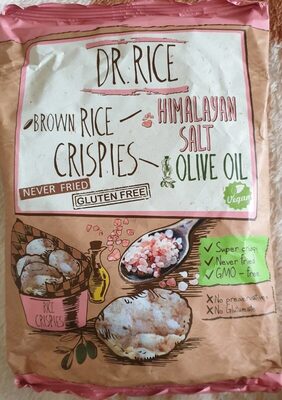 DR. RICE
BROWN RICE
CRISPIES
HIMALAYAN
SALT
OLIVE OIL
NEVER FRIED
GLUTEN FREE
Vegan
✓ Super crispy
✓ Never fried
✓ GMO - free
× No preservatives
× No Glutamate
RICE
CRISPIES